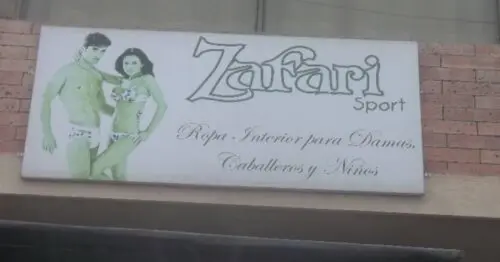 Zafari
Sport
Ropa Interior para Damas,
Caballeros y Niños